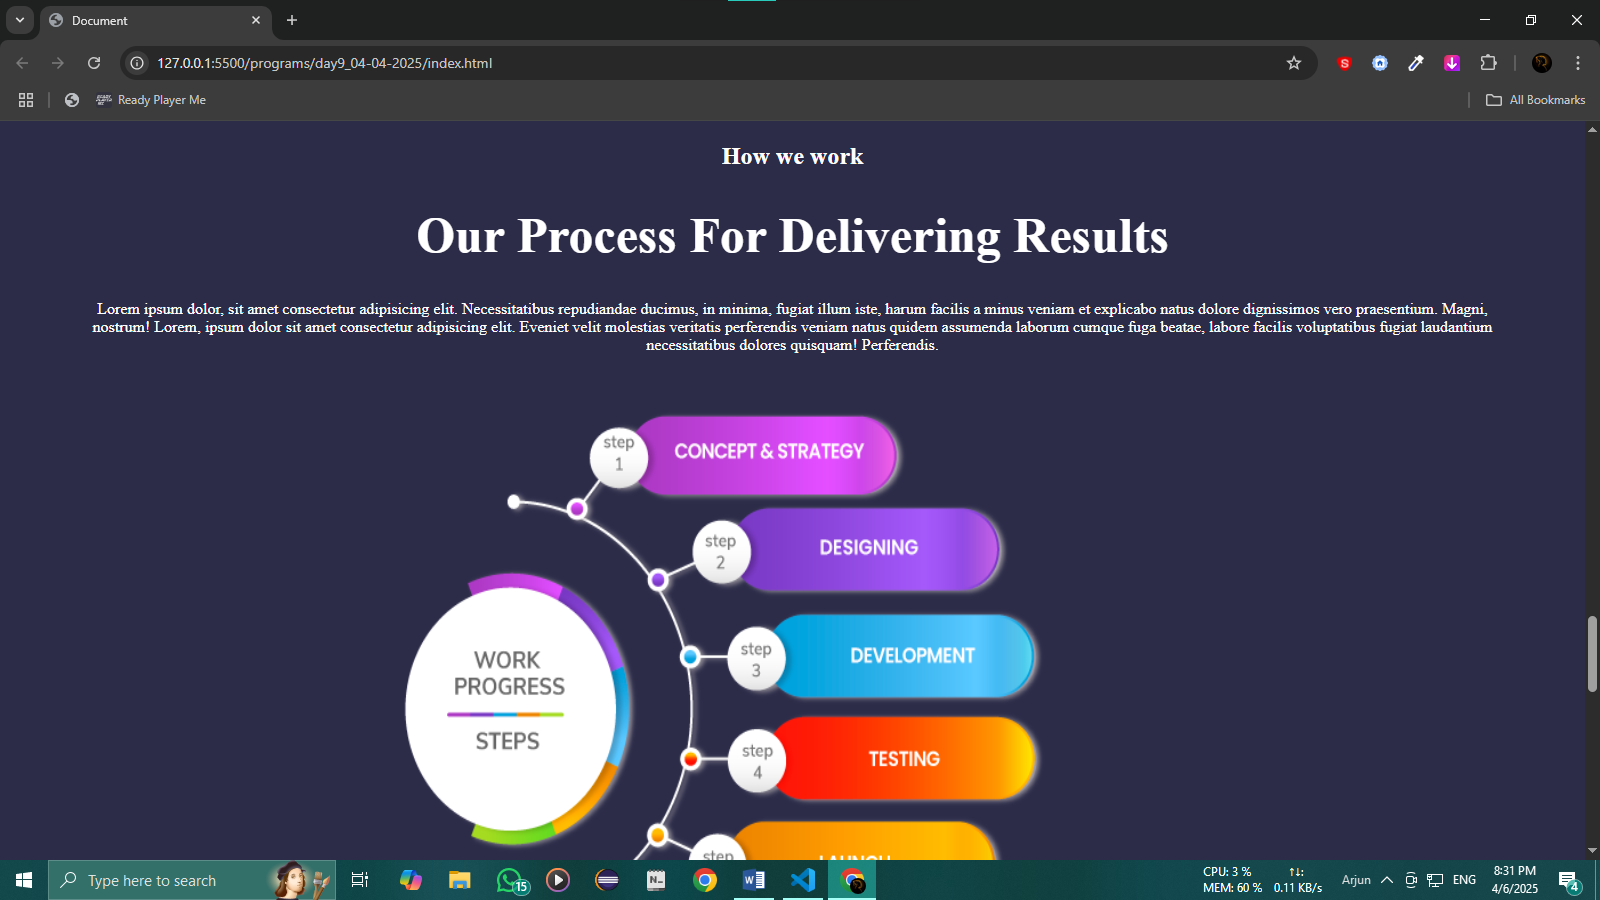 Document
127.0.0.1:5500/programs/day9_04-04-2025/index.html
Ready Player Me
All Bookmarks
How we work
Our Process For Delivering Results
Lorem ipsum dolor, sit amet consectetur adipisicing elit. Necessitatibus repudiandae ducimus, in minima, fugiat illum iste, harum facilis a minus veniam et explicabo natus dolore dignissimos vero praesentium. Magni,
nostrum! Lorem, ipsum dolor sit amet consectetur adipisicing elit. Eveniet velit molestias veritatis perferendis veniam natus quidem assumenda laborum cumque fuga beatae, labore facilis voluptatibus fugiat laudantium
necessitatibus dolores quisquam! Perferendis.
step
1
CONCEPT & STRATEGY
step
2
DESIGNING
step
3
DEVELOPMENT
WORK
PROGRESS
STEPS
step
4
TESTING
step
LAUNCH
Type here to search
15
CPU: 3 %
MEM: 60 %
↑↓:
0.11 KB/s
Arjun
ENG
8:31 PM
4/6/2025
4